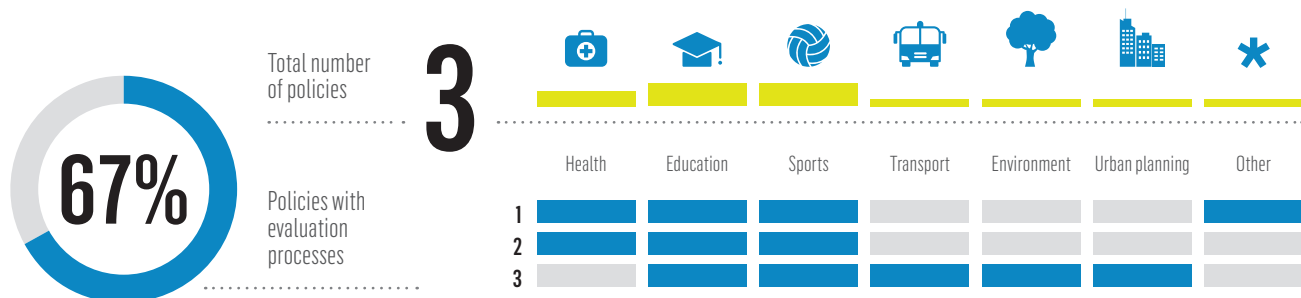 Total number
of policies
3
67%
Policies with
evaluation
processes
Health Education Sports Transport Environment Urban planning Other
1
2
3